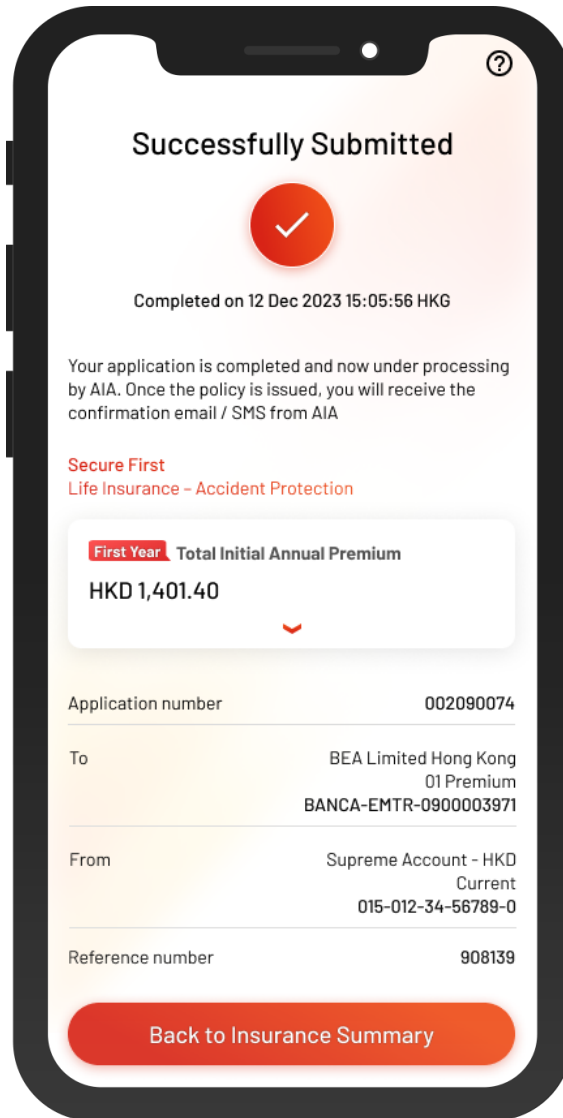 Successfully Submitted
Completed on 12 Dec 2023 15:05:56 HKG
Your application is completed and now under processing
by AIA. Once the policy is issued, you will receive the
confirmation email / SMS from AIA
Secure First
Life Insurance – Accident Protection
First Year Total Initial Annual Premium
HKD 1,401.40
Application number 002090074
To BEA Limited Hong Kong
01 Premium
BANCA-EMTR-0900003971
From Supreme Account - HKD
Current
015-012-34-56789-0
Reference number 908139
Back to Insurance Summary